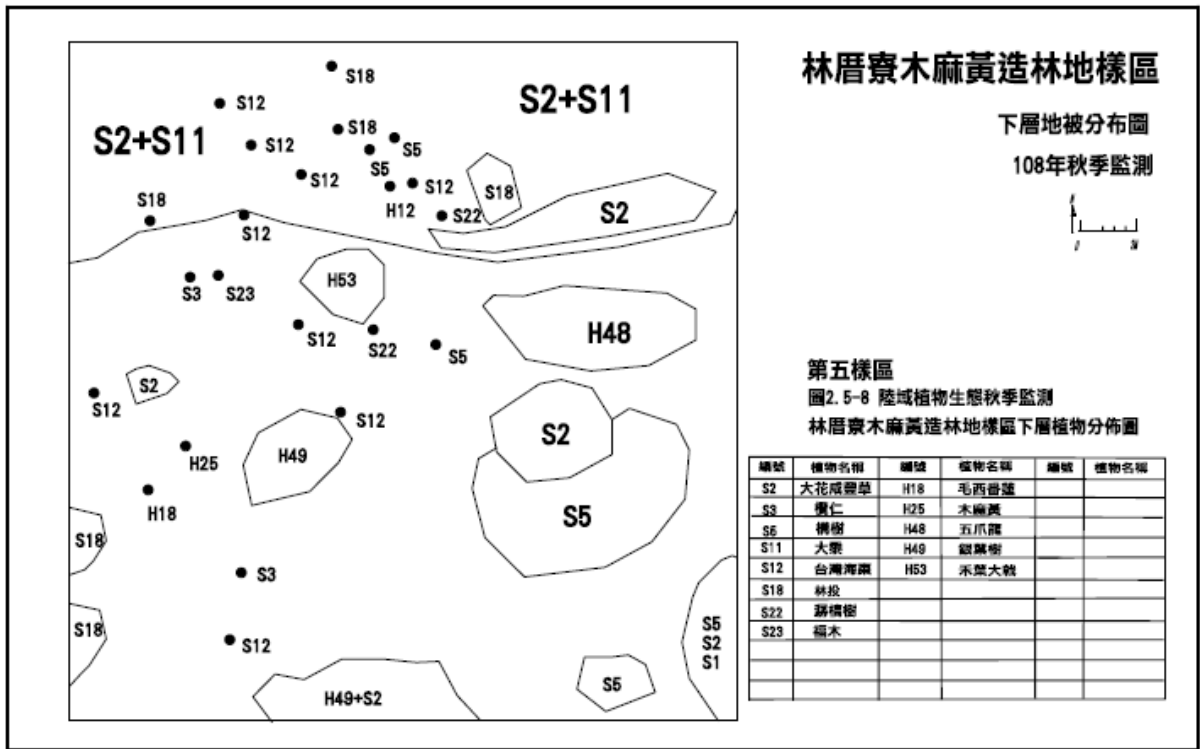 林厝寮木麻黃造林地樣區
下層地被分布圖
108年秋季監測
0
S18
S12
S2+S11
S2+S11
S18
S5
S12
S5
S12
S12
H12
S18
S18
S22
S2
S12
H53
S3
S23
S12
S22
S5
H48
S2
S12
S12
S2
H49
H25
H18
S5
S18
S3
S18
S12
S5
S2
S1
S5
H49+S2
第五樣區
圖2.5-8 陸域植物生態秋季監測
林厝寮木麻黃造林地樣區下層植物分佈圖
編號 植物名稱 編號 植物名稱 編號 植物名稱
S2 大花咸豐草 H18 毛西番蓮
S3 欖仁 H25 木麻黃
S5 構樹 H48 五爪龍
S11 大黍 H49 銀葉樹
S12 台灣海棗 H53 禾葉大戟
S18 林投
S22 潺槁樹
S23 福木